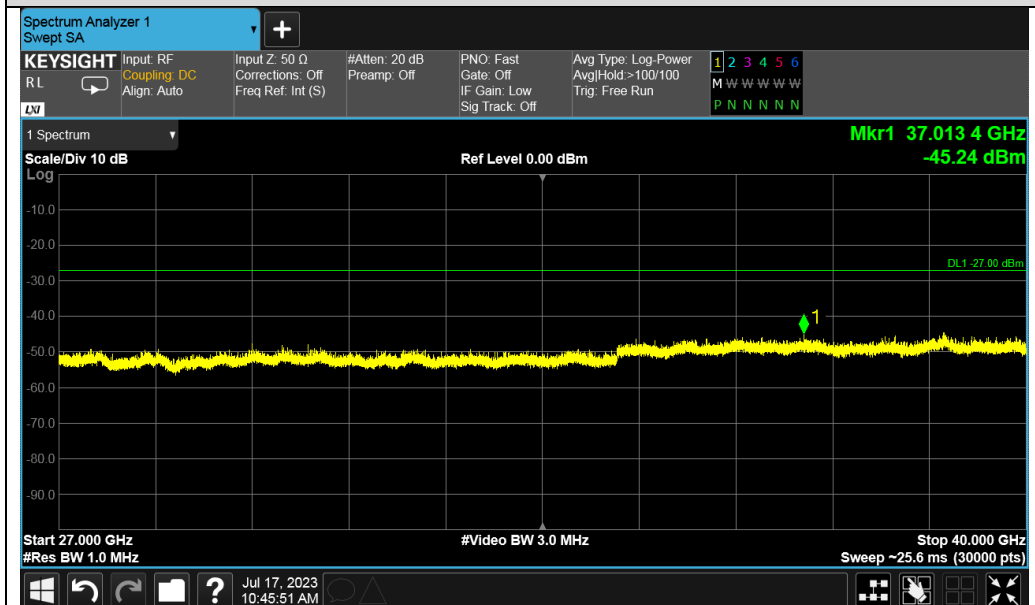 Spectrum Analyzer 1
Swept SA
+
KEYSIGHT
RL
LXI
Input: RF
Coupling: DC
Align: Auto
Input Z: 50 Ω
Corrections: Off
Freq Ref: Int (S)
#Atten: 20 dB
Preamp: Off
PNO: Fast
Gate: Off
IF Gain: Low
Sig Track: Off
Avg Type: Log-Power
Avg|Hold:>100/100
Trig: Free Run
1 2 3 4 5 6
M W W W W W
P N N N N N
1 Spectrum
Mkr1 37.013 4 GHz
-45.24 dBm
Scale/Div 10 dB
Ref Level 0.00 dBm
Log
-10.0
-20.0
DL1 -27.00 dBm
-30.0
-40.0
1
-50.0
-60.0
-70.0
-80.0
-90.0
Start 27.000 GHz
#Video BW 3.0 MHz
Stop 40.000 GHz
#Res BW 1.0 MHz
Sweep ~25.6 ms (30000 pts)
?
Jul 17, 2023
10:45:51 AM